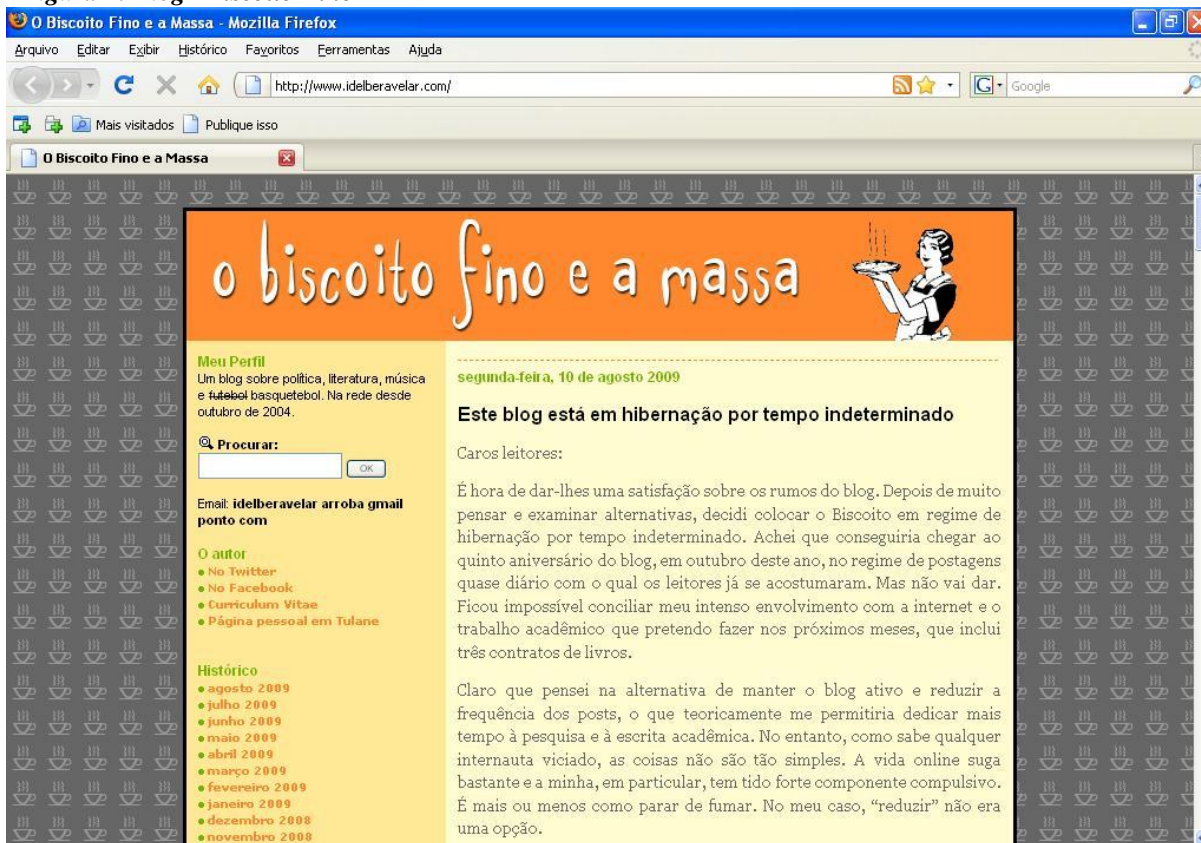 O Biscoito Fino e a Massa - Mozilla Firefox
Arquivo Editar Exibir Histórico Favoritos Ferramentas Ajuda
http://www.idelberavelar.com/
Google
Mais visitados Publique isso
O Biscoito Fino e a Massa
o biscoito fino e a massa
Meu Perfil
Um blog sobre política, literatura, música
e futebol basquetebol. Na rede desde
outubro de 2004.
Procurar:
OK
Email: idelberavelar arroba gmail
ponto com
O autor
No Twitter
No Facebook
Curriculum Vitae
Página pessoal em Tulane
Histórico
agosto 2009
julho 2009
junho 2009
maio 2009
abril 2009
março 2009
fevereiro 2009
janeiro 2009
dezembro 2008
novembro 2008
segunda-feira, 10 de agosto 2009
Este blog está em hibernação por tempo indeterminado
Caros leitores:
É hora de dar-lhes uma satisfação sobre os rumos do blog. Depois de muito
pensar e examinar alternativas, decidi colocar o Biscoito em regime de
hibernação por tempo indeterminado. Achei que conseguiria chegar ao
quinto aniversário do blog, em outubro deste ano, no regime de postagens
quase diário com o qual os leitores já se acostumaram. Mas não vai dar.
Ficou impossível conciliar meu intenso envolvimento com a internet e o
trabalho acadêmico que pretendo fazer nos próximos meses, que inclui
três contratos de livros.
Claro que pensei na alternativa de manter o blog ativo e reduzir a
frequência dos posts, o que teoricamente me permitiria dedicar mais
tempo à pesquisa e à escrita acadêmica. No entanto, como sabe qualquer
internauta viciado, as coisas não são tão simples. A vida online suga
bastante e a minha, em particular, tem tido forte componente compulsivo.
É mais ou menos como parar de fumar. No meu caso, “reduzir” não era
uma opção.